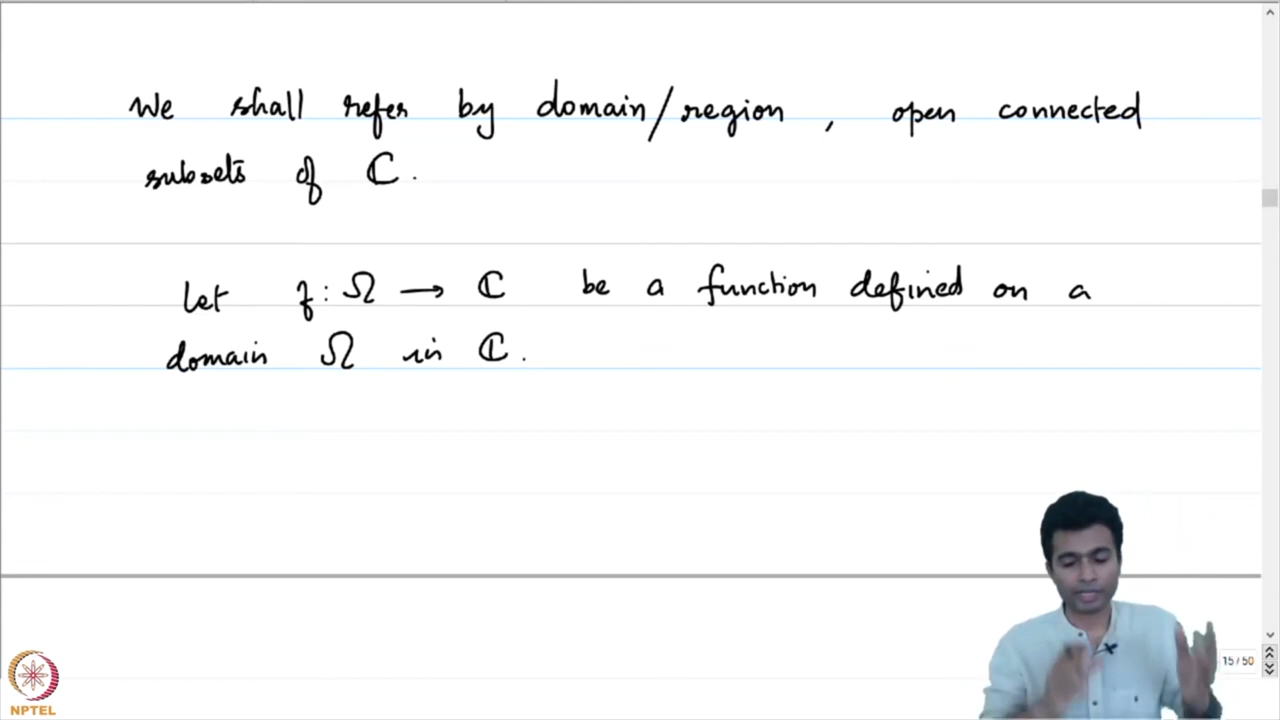 We shall refer by domain/region, open connected
subsets of ℂ.
Let f: Ω → ℂ be a function defined on a
domain Ω in ℂ.
15 / 50
NPTEL